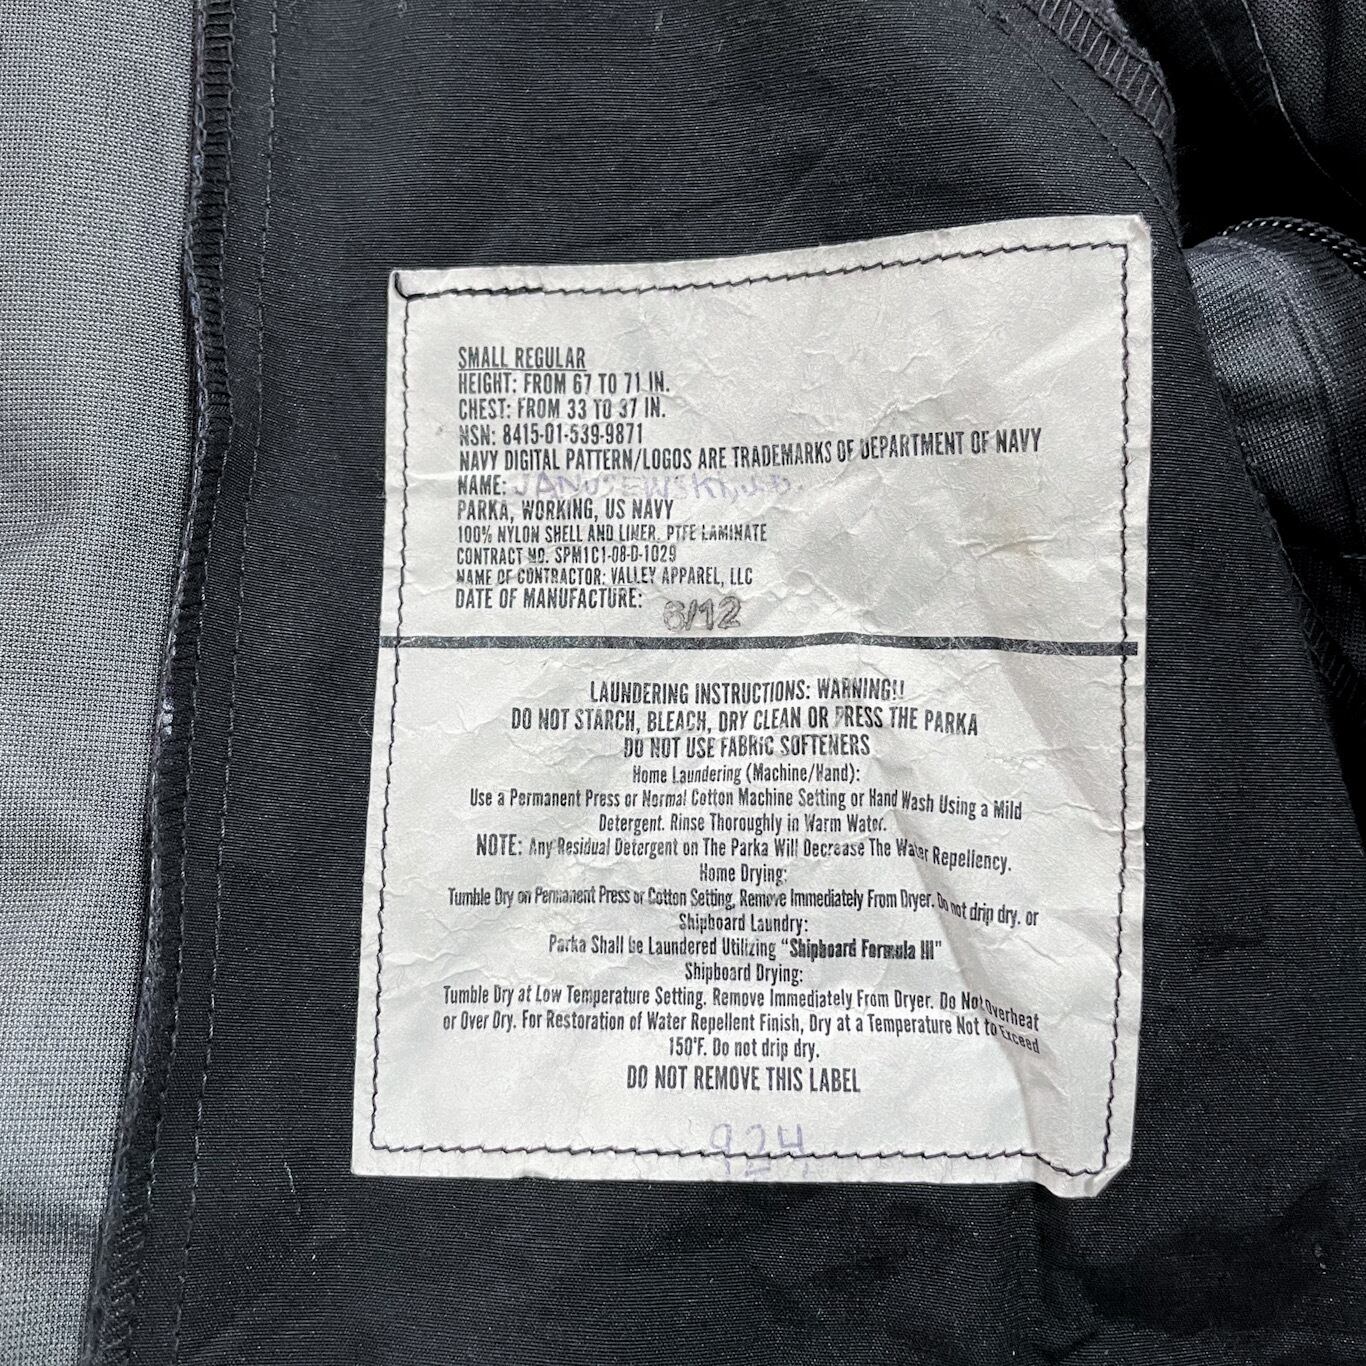 SMALL REGULAR
HEIGHT: FROM 67 TO 71 IN.
CHEST: FROM 33 TO 37 IN.
NSN: 8415-01-539-9871
NAVY DIGITAL PATTERN/LOGOS ARE TRADEMARKS OF DEPARTMENT OF NAVY
NAME:
PARKA, WORKING, US NAVY
100% NYLON SHELL AND LINER. PTFE LAMINATE
CONTRACT NO. SPM1C1-08-D-1029
NAME OF CONTRACTOR: VALLEY APPAREL, LLC
DATE OF MANUFACTURE: 6/12
LAUNDERING INSTRUCTIONS: WARNING!!
DO NOT STARCH, BLEACH, DRY CLEAN OR PRESS THE PARKA
DO NOT USE FABRIC SOFTENERS
Home Laundering (Machine/Hand):
Use a Permanent Press or Normal Cotton Machine Setting or Hand Wash Using a Mild
Detergent. Rinse Thoroughly in Warm Water.
NOTE: Any Residual Detergent on The Parka Will Decrease The Water Repellency.
Home Drying:
Tumble Dry on Permanent Press or Cotton Setting, Remove Immediately From Dryer. Do not drip dry. or
Shipboard Laundry:
Parka Shall be Laundered Utilizing "Shipboard Formula III"
Shipboard Drying:
Tumble Dry at Low Temperature Setting. Remove Immediately From Dryer. Do Not Overheat
or Over Dry. For Restoration of Water Repellent Finish, Dry at a Temperature Not to Exceed
150°F. Do not drip dry.
DO NOT REMOVE THIS LABEL
924